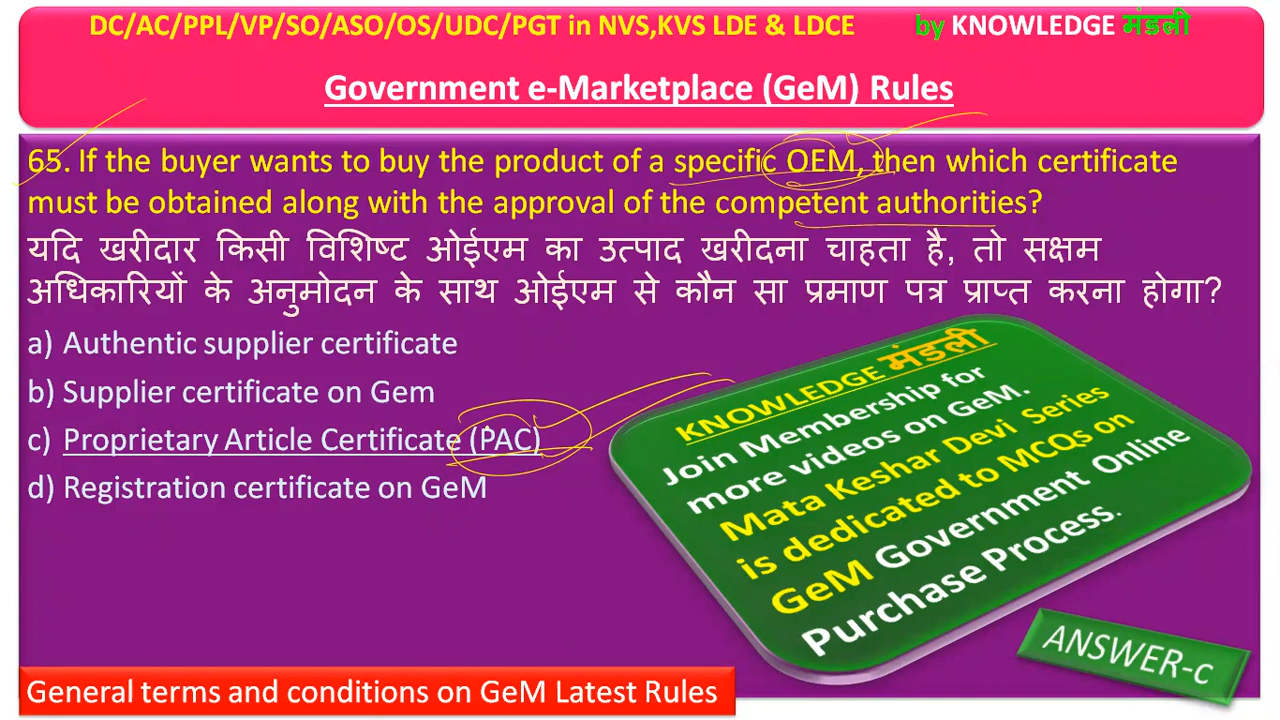 DC/AC/PPL/VP/SO/ASO/OS/UDC/PGT in NVS,KVS LDE & LDCE by KNOWLEDGE मंडली
Government e-Marketplace (GeM) Rules
65. If the buyer wants to buy the product of a specific OEM, then which certificate
must be obtained along with the approval of the competent authorities?
यदि खरीदार किसी विशिष्ट ओईएम का उत्पाद खरीदना चाहता है, तो सक्षम
अधिकारियों के अनुमोदन के साथ ओईएम से कौन सा प्रमाण पत्र प्राप्त करना होगा?
a) Authentic supplier certificate
b) Supplier certificate on Gem
c) Proprietary Article Certificate (PAC)
d) Registration certificate on GeM
KNOWLEDGE मंडली
Join Membership for
more videos on GeM.
Mata Keshar Devi Series
is dedicated to MCQs on
GeM Government Online
Purchase Process.
ANSWER-c
General terms and conditions on GeM Latest Rules